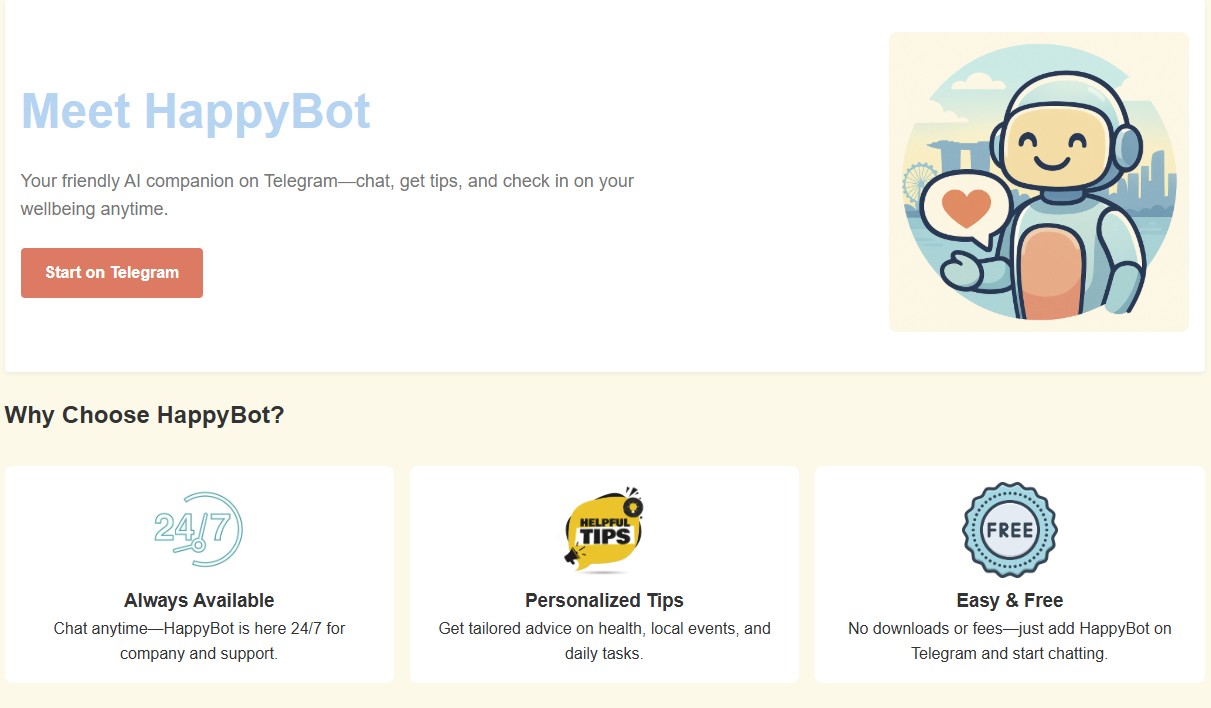 Meet HappyBot
Your friendly AI companion on Telegram—chat, get tips, and check in on your
wellbeing anytime.
Start on Telegram
Why Choose HappyBot?
24/7
Always Available
Chat anytime—HappyBot is here 24/7 for
company and support.
HELPFUL
TIPS
Personalized Tips
Get tailored advice on health, local events, and
daily tasks.
FREE
Easy & Free
No downloads or fees—just add HappyBot on
Telegram and start chatting.